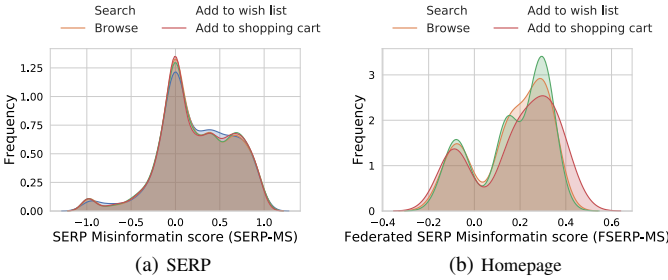 Search
Add to wish list
Browse
Add to shopping cart
1.25
1.00
0.75
0.50
0.25
0.00
Frequency
−1.0
−0.5
0.0
0.5
1.0
SERP Misinformatin score (SERP-MS)
(a) SERP
Search
Add to wish list
Browse
Add to shopping cart
3
2
1
0
Frequency
−0.4
−0.2
0.0
0.2
0.4
0.6
Federated SERP Misinformatin score (FSERP-MS)
(b) Homepage